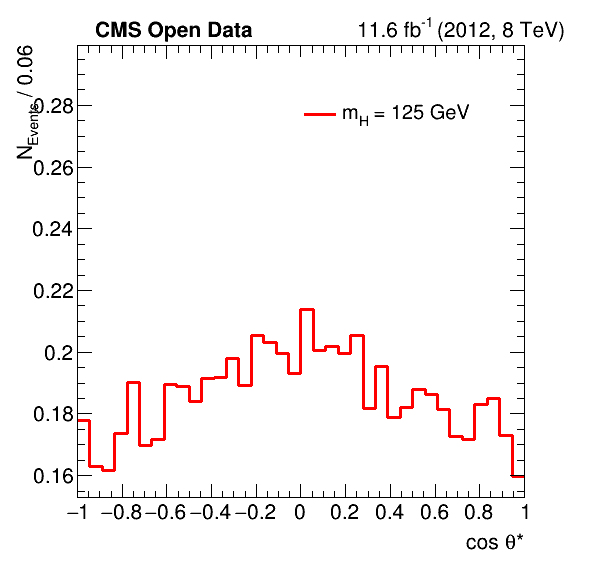 CMS Open Data 11.6 fb⁻¹ (2012, 8 TeV)
N_Events / 0.06
m_H = 125 GeV
0.28
0.26
0.24
0.22
0.2
0.18
0.16
−1 −0.8 −0.6 −0.4 −0.2 0 0.2 0.4 0.6 0.8 1
cos θ*